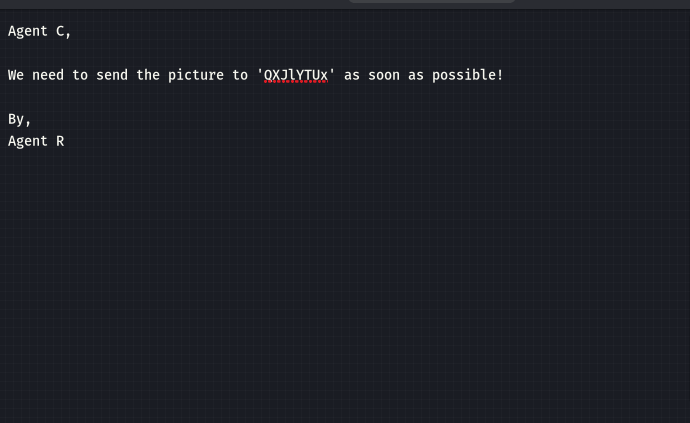 Agent C,
We need to send the picture to 'QXJlYTUx' as soon as possible!
By,
Agent R